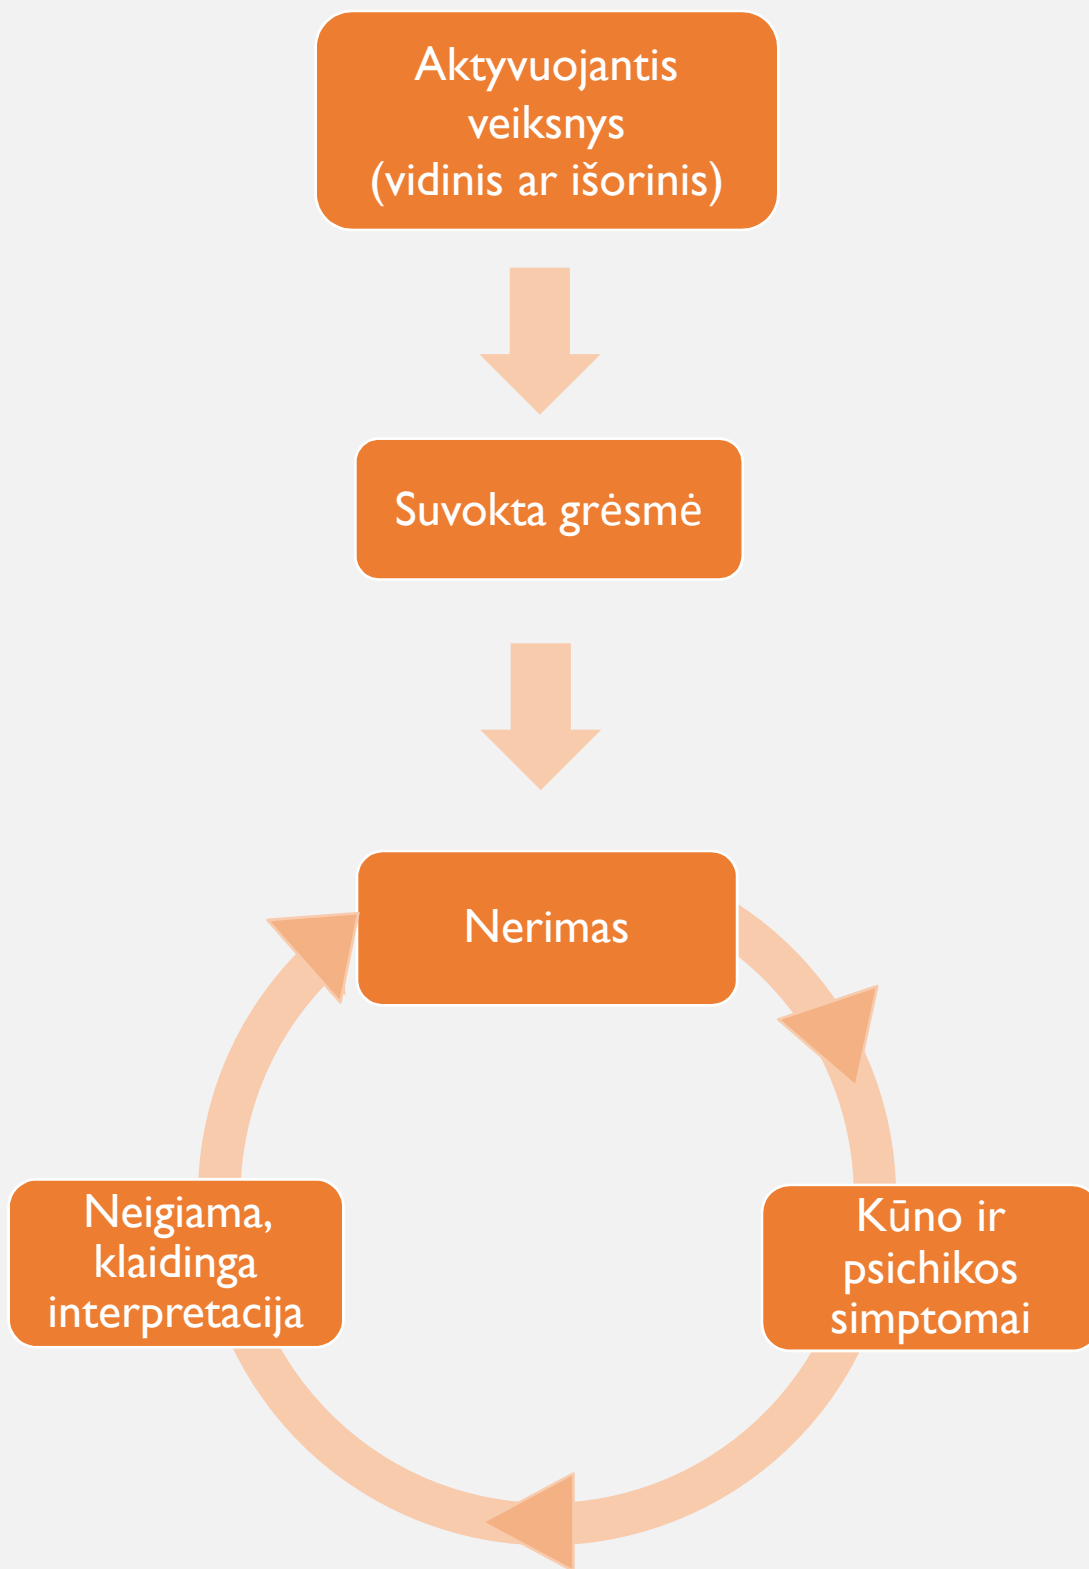 Aktyvuojantis
veiksnys
(vidinis ar išorinis)
Suvokta grėsmė
Nerimas
Neigiama,
klaidinga
interpretacija
Kūno ir
psichikos
simptomai